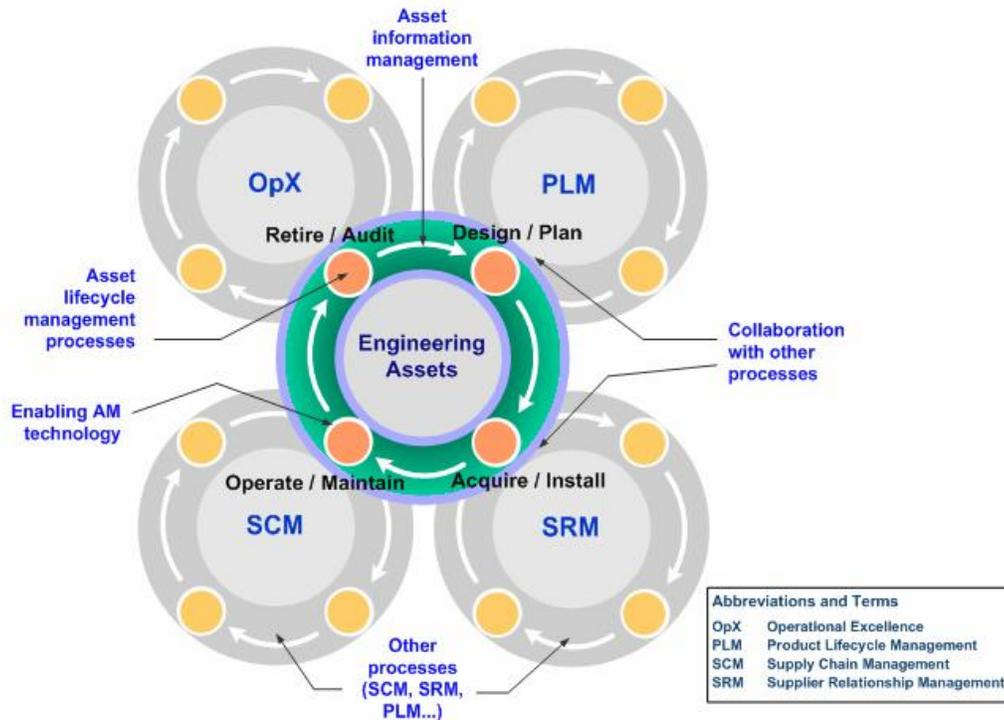 Asset
information
management
OpX
PLM
Retire / Audit
Design / Plan
Asset
lifecycle
management
processes
Engineering
Assets
Collaboration
with other
processes
Enabling AM
technology
Operate / Maintain
Acquire / Install
SCM
SRM
Other
processes
(SCM, SRM,
PLM...)
Abbreviations and Terms
OpX Operational Excellence
PLM Product Lifecycle Management
SCM Supply Chain Management
SRM Supplier Relationship Management